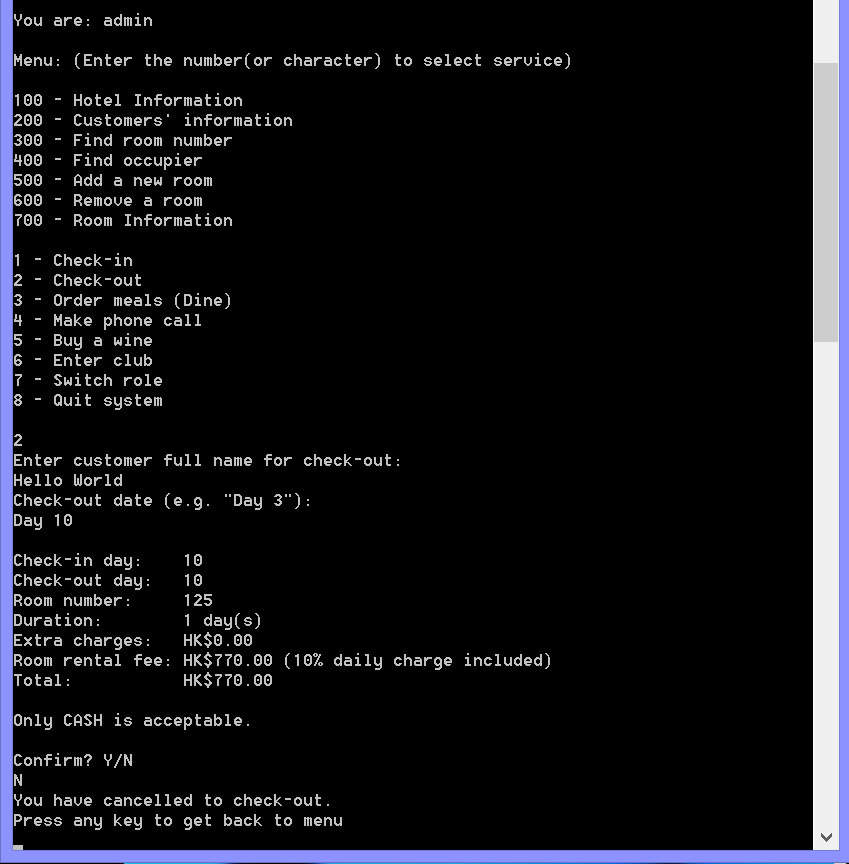 You are: admin
Menu: (Enter the number(or character) to select service)
100 - Hotel Information
200 - Customers' information
300 - Find room number
400 - Find occupier
500 - Add a new room
600 - Remove a room
700 - Room Information
1 - Check-in
2 - Check-out
3 - Order meals (Dine)
4 - Make phone call
5 - Buy a wine
6 - Enter club
7 - Switch role
8 - Quit system
2
Enter customer full name for check-out:
Hello World
Check-out date (e.g. "Day 3"):
Day 10
Check-in day:    10
Check-out day:   10
Room number:     125
Duration:        1 day(s)
Extra charges:   HK$0.00
Room rental fee: HK$770.00 (10% daily charge included)
Total:           HK$770.00
Only CASH is acceptable.
Confirm? Y/N
N
You have cancelled to check-out.
Press any key to get back to menu